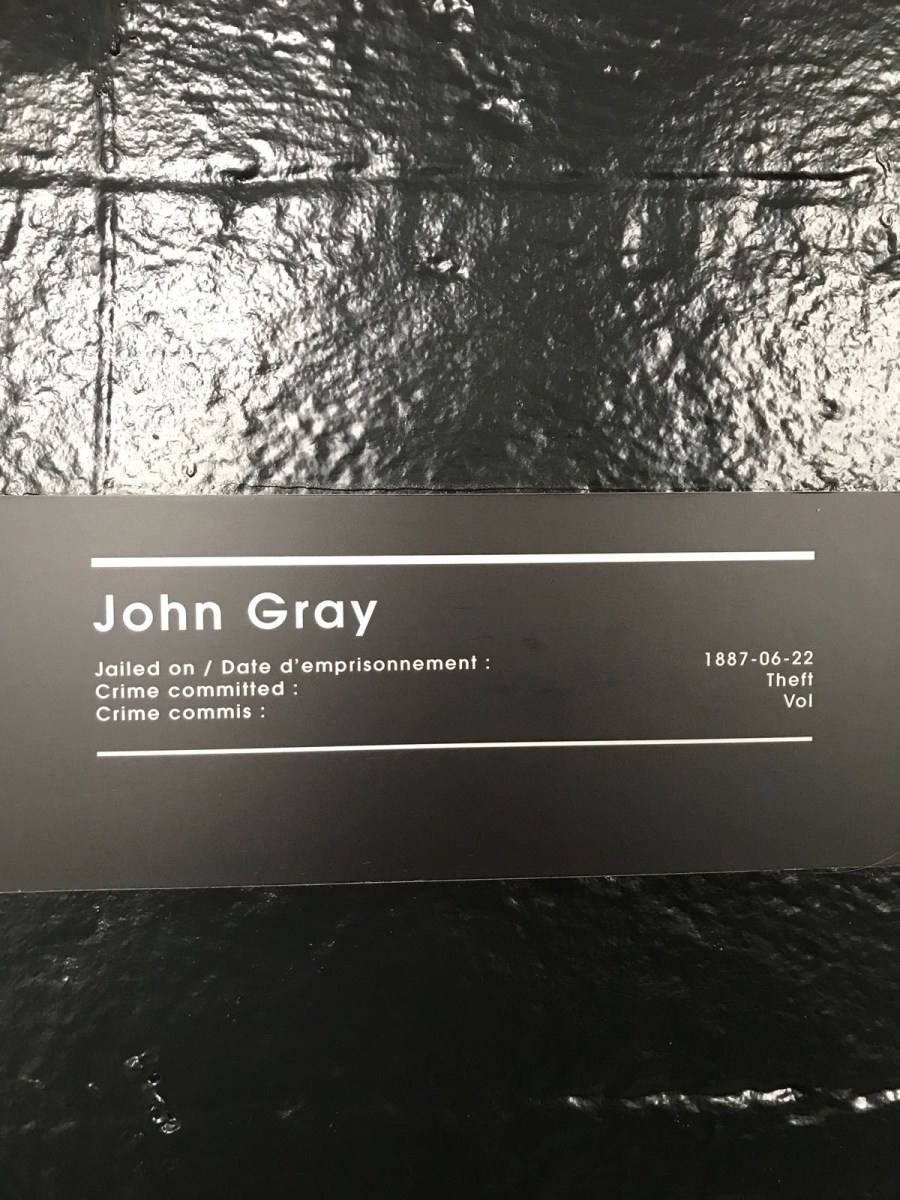 John Gray
Jailed on / Date d'emprisonnement : 1887-06-22
Crime committed : Theft
Crime commis : Vol